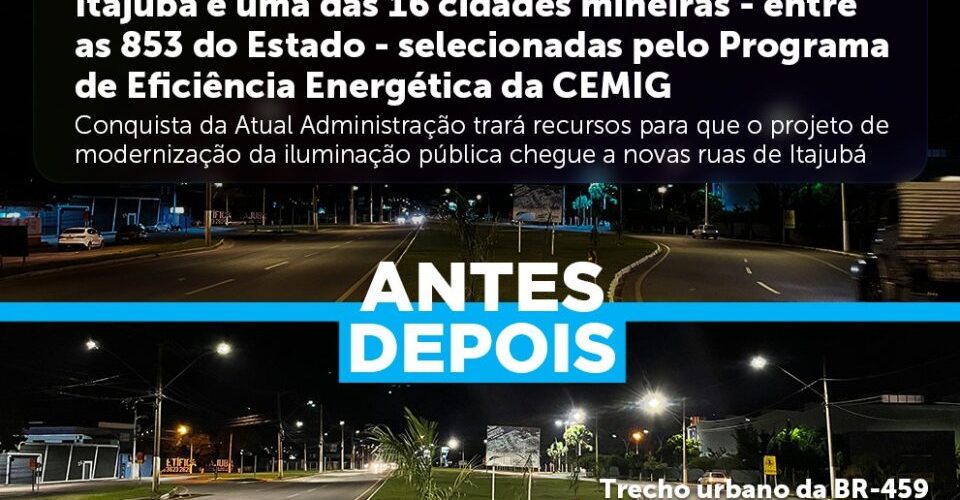 Itajubá é uma das 16 cidades mineiras - entre
as 853 do Estado - selecionadas pelo Programa
de Eficiência Energética da CEMIG
Conquista da Atual Administração trará recursos para que o projeto de
modernização da iluminação pública chegue a novas ruas de Itajubá
ANTES
DEPOIS
Trecho urbano da BR-459